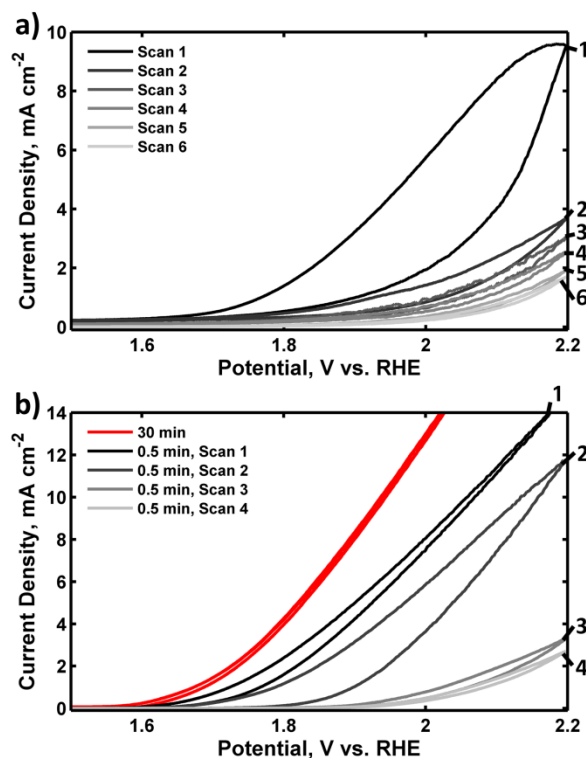 a)
10
8
6
4
2
0
Current Density, mA cm⁻²
Scan 1
Scan 2
Scan 3
Scan 4
Scan 5
Scan 6
1
2
3
4
5
6
1.6 1.8 2 2.2
Potential, V vs. RHE
b)
14
12
10
8
6
4
2
0
Current Density, mA cm⁻²
30 min
0.5 min, Scan 1
0.5 min, Scan 2
0.5 min, Scan 3
0.5 min, Scan 4
1
2
3
4
1.6 1.8 2 2.2
Potential, V vs. RHE